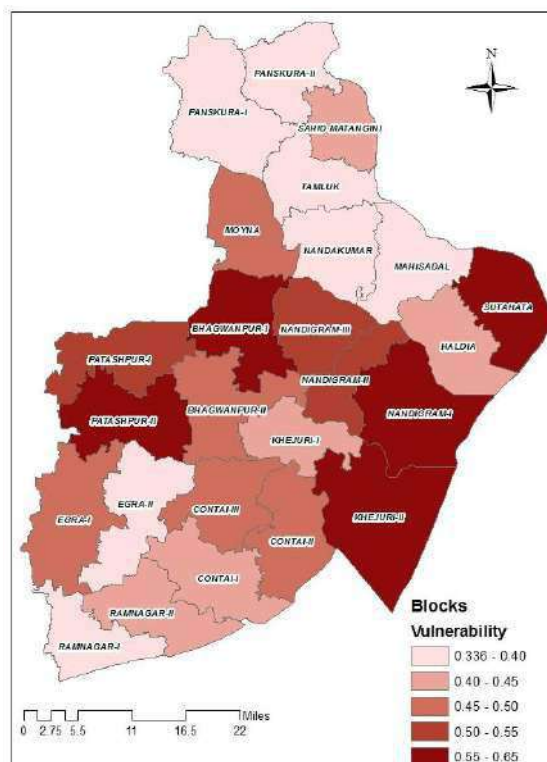 PANSKURA-II
N
PANSKURA-I
SAHID MATANGINI
TAMLUK
MOYNA
NANDAKUMAR
MAHISADAL
SUTAHATA
BHAGWANPUR-I
NANDIGRAM-III
HALDIA
PATASHPUR-I
NANDIGRAM-II
PATASHPUR-II
BHAGWANPUR-II
NANDIGRAM-I
KHEJURI-I
EGRA-II
CONTAI-III
KHEJURI-II
EGRA-I
CONTAI-II
CONTAI-I
RAMNAGAR-II
RAMNAGAR-I
Blocks
Vulnerability
0.336 - 0.40
0.40 - 0.45
0.45 - 0.50
0.50 - 0.55
0.55 - 0.65
Miles
0 2.75 5.5 11 16.5 22